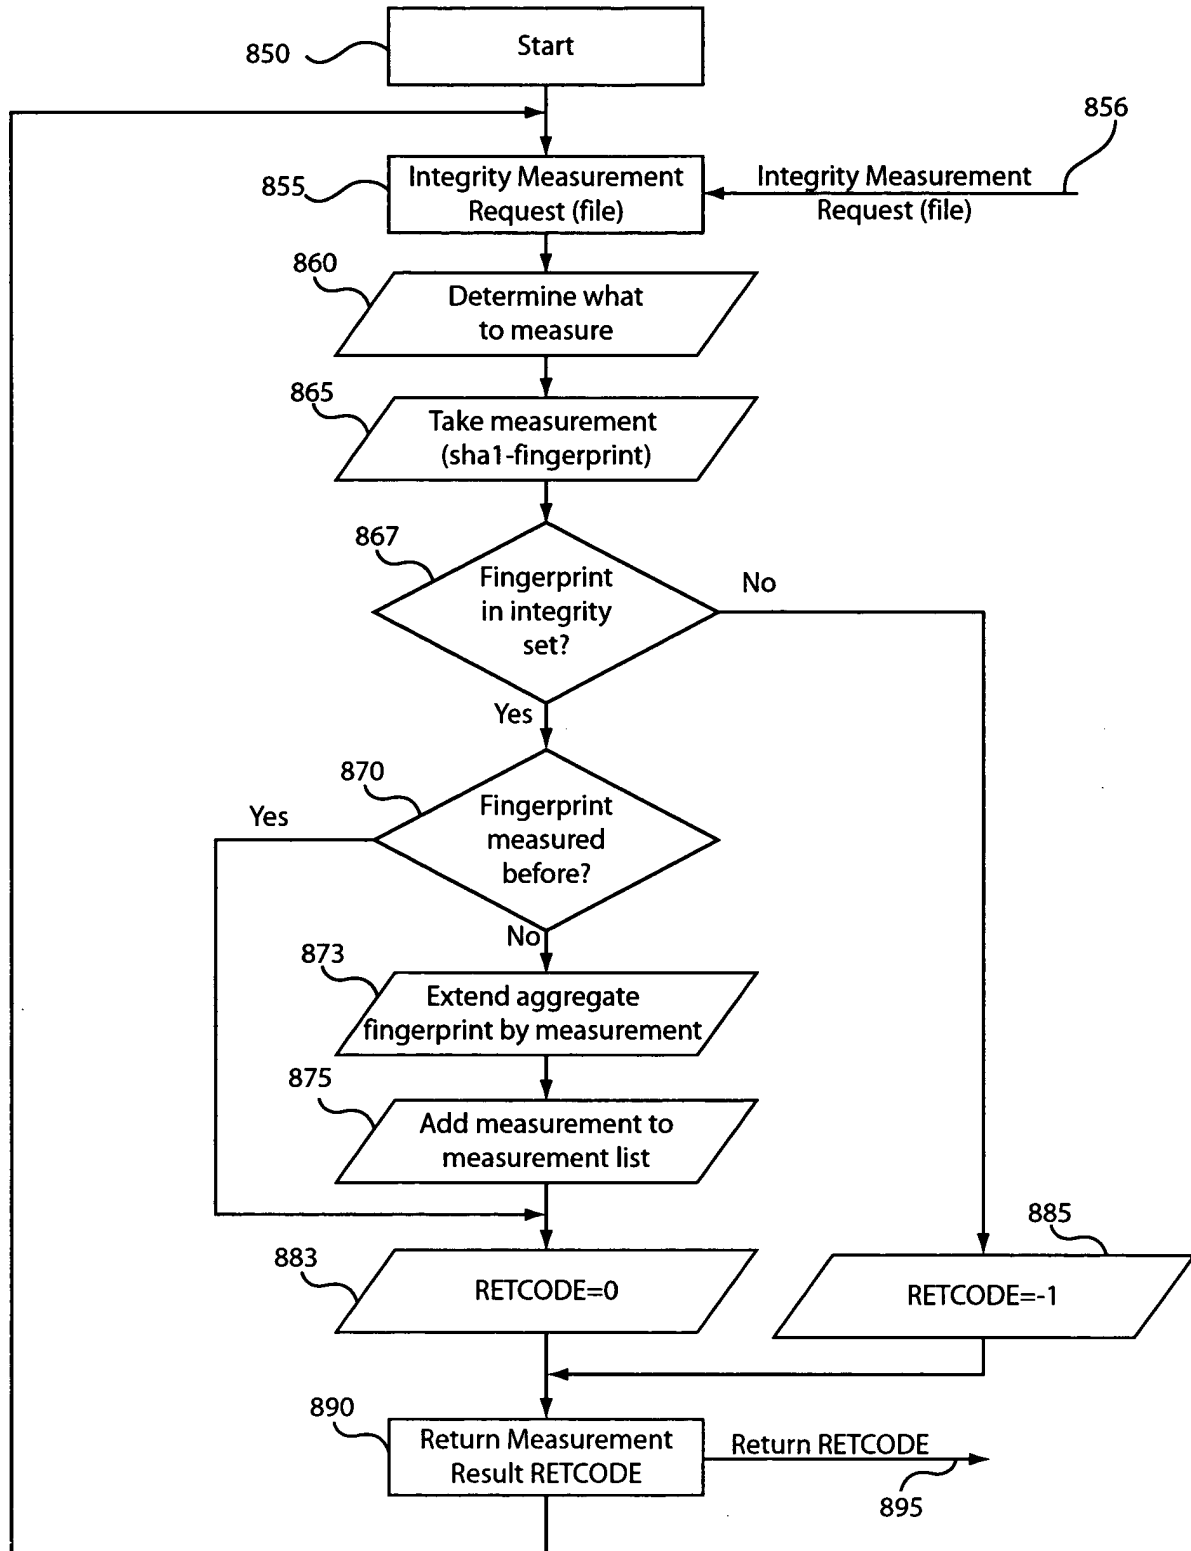 850
Start
856
855
Integrity Measurement
Request (file)
Integrity Measurement
Request (file)
860
Determine what
to measure
865
Take measurement
(sha1-fingerprint)
867
Fingerprint
in integrity
set?
No
Yes
870
Yes
Fingerprint
measured
before?
No
873
Extend aggregate
fingerprint by measurement
875
Add measurement to
measurement list
883
RETCODE=0
885
RETCODE=-1
890
Return Measurement
Result RETCODE
Return RETCODE
895